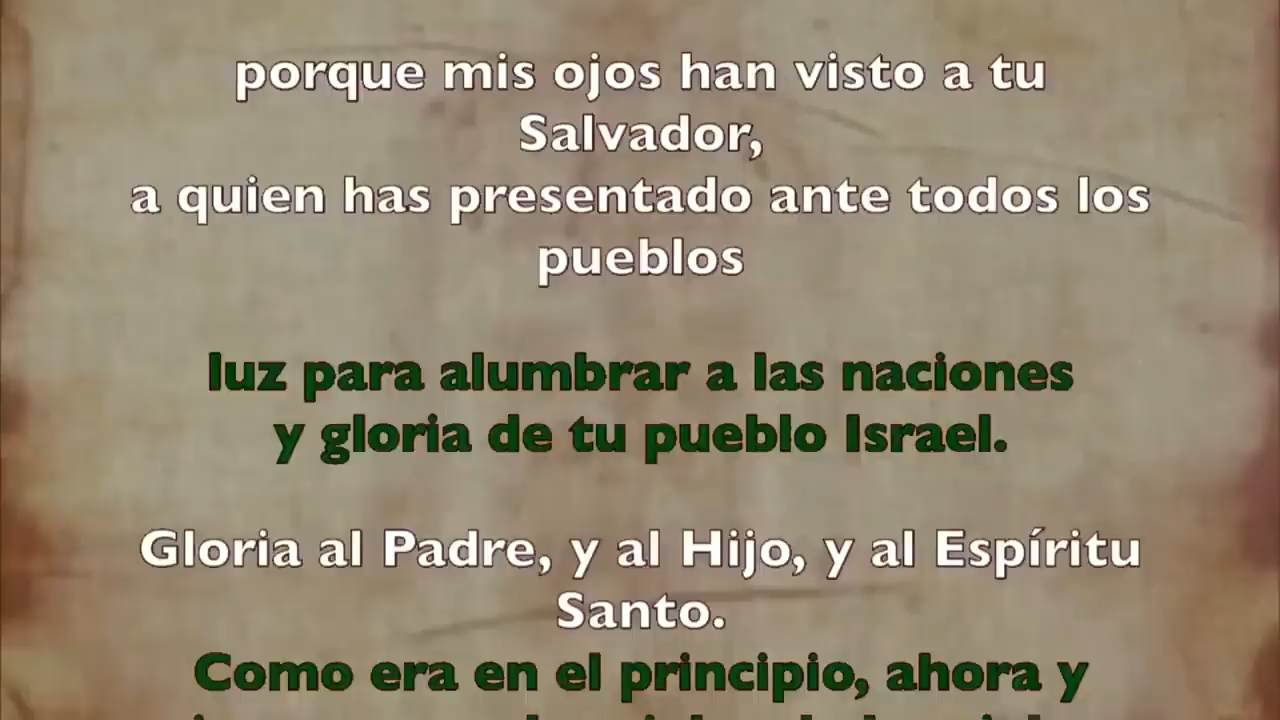 porque mis ojos han visto a tu
Salvador,
a quien has presentado ante todos los
pueblos
luz para alumbrar a las naciones
y gloria de tu pueblo Israel.
Gloria al Padre, y al Hijo, y al Espíritu
Santo.
Como era en el principio, ahora y